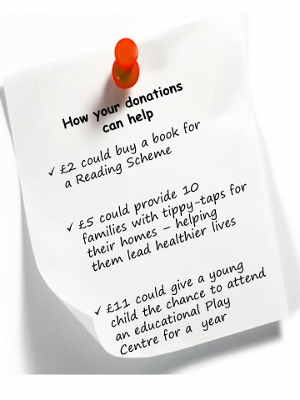 How your donations
can help
✓ £2 could buy a book for
a Reading Scheme
✓ £5 could provide 10
families with tippy-taps for
their homes – helping
them lead healthier lives
✓ £11 could give a young
child the chance to attend
an educational Play
Centre for a year